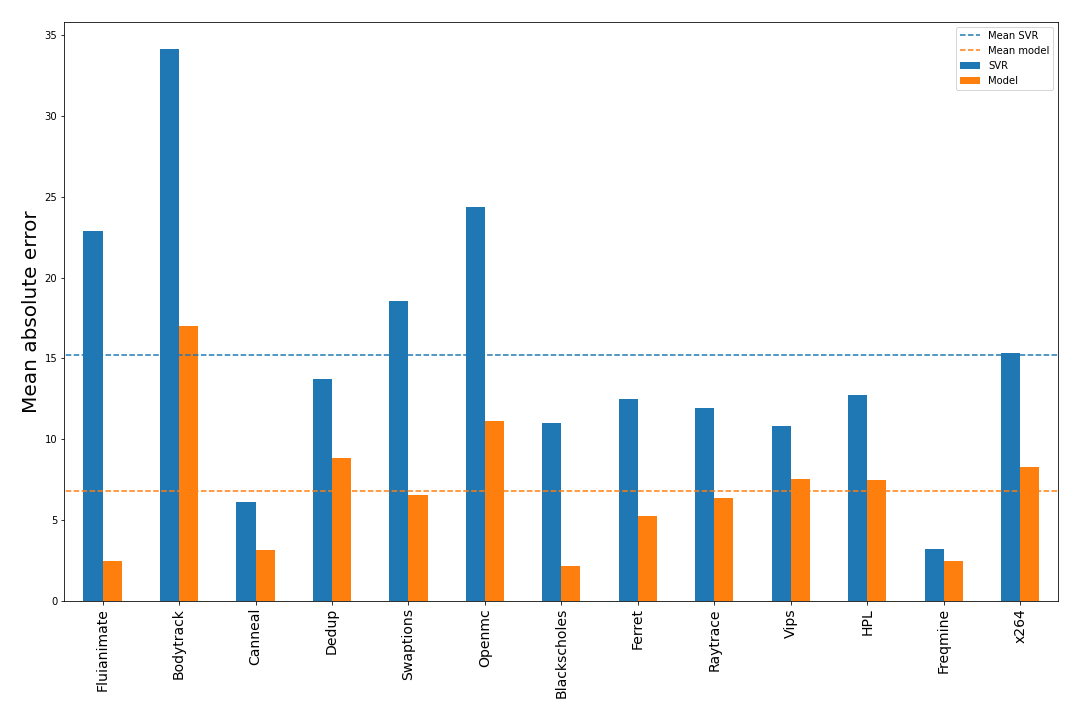 Mean absolute error
35
30
25
20
15
10
5
0
Mean SVR
Mean model
SVR
Model
Fluianimate
Bodytrack
Canneal
Dedup
Swaptions
Openmc
Blackscholes
Ferret
Raytrace
Vips
HPL
Freqmine
x264